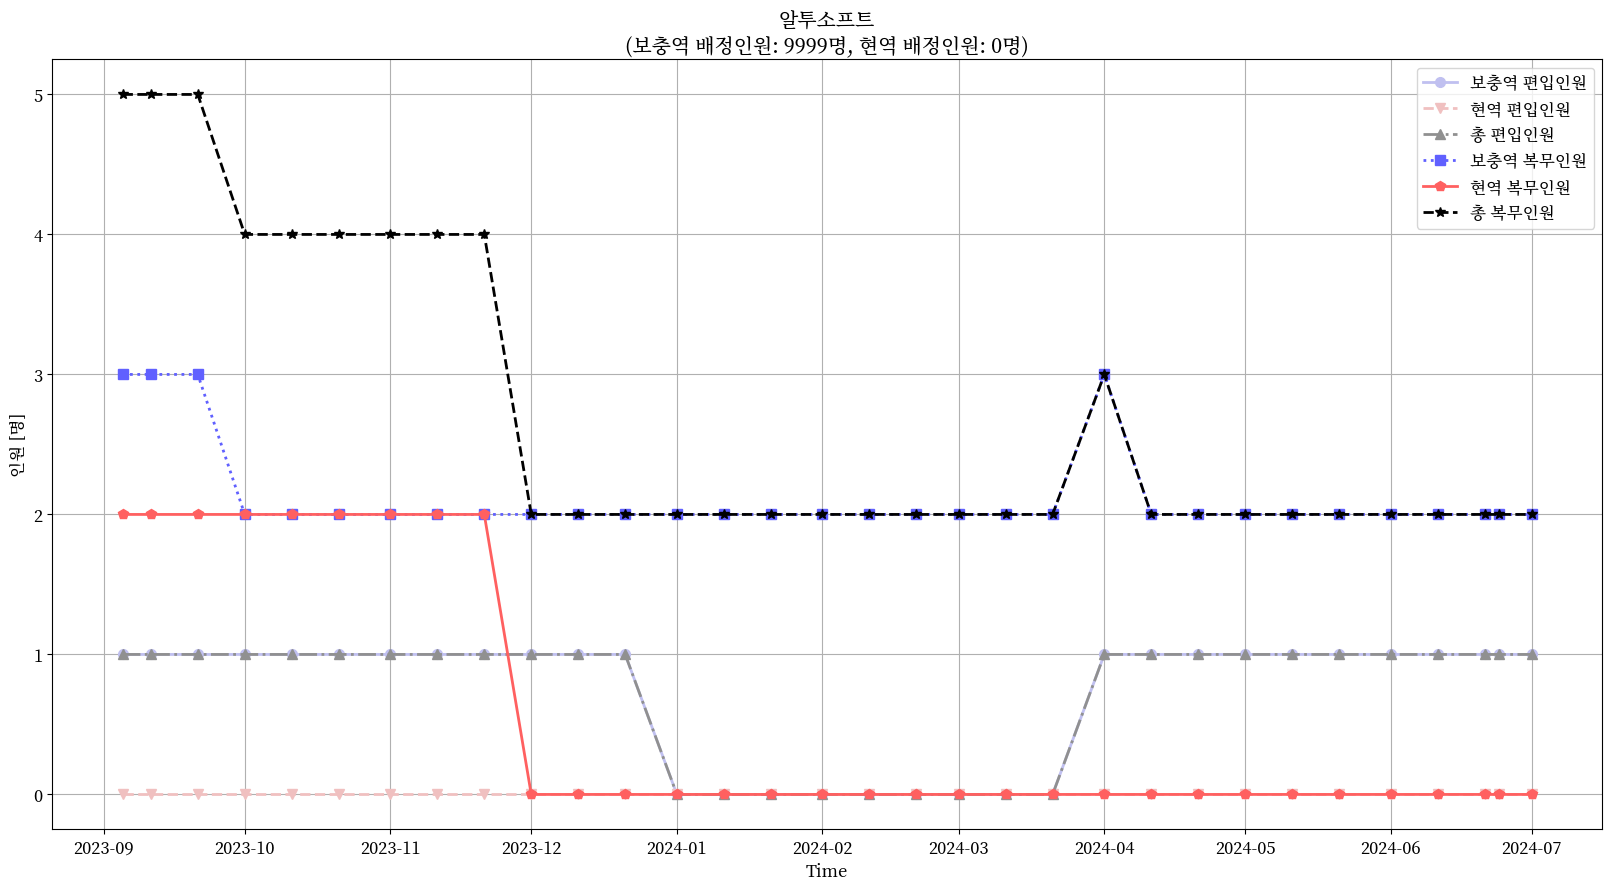 알투소프트
(보충역 배정인원: 9999명, 현역 배정인원: 0명)
보충역 편입인원
현역 편입인원
총 편입인원
보충역 복무인원
현역 복무인원
총 복무인원
인원 [명]
5
4
3
2
1
0
2023-09
2023-10
2023-11
2023-12
2024-01
2024-02
2024-03
2024-04
2024-05
2024-06
2024-07
Time